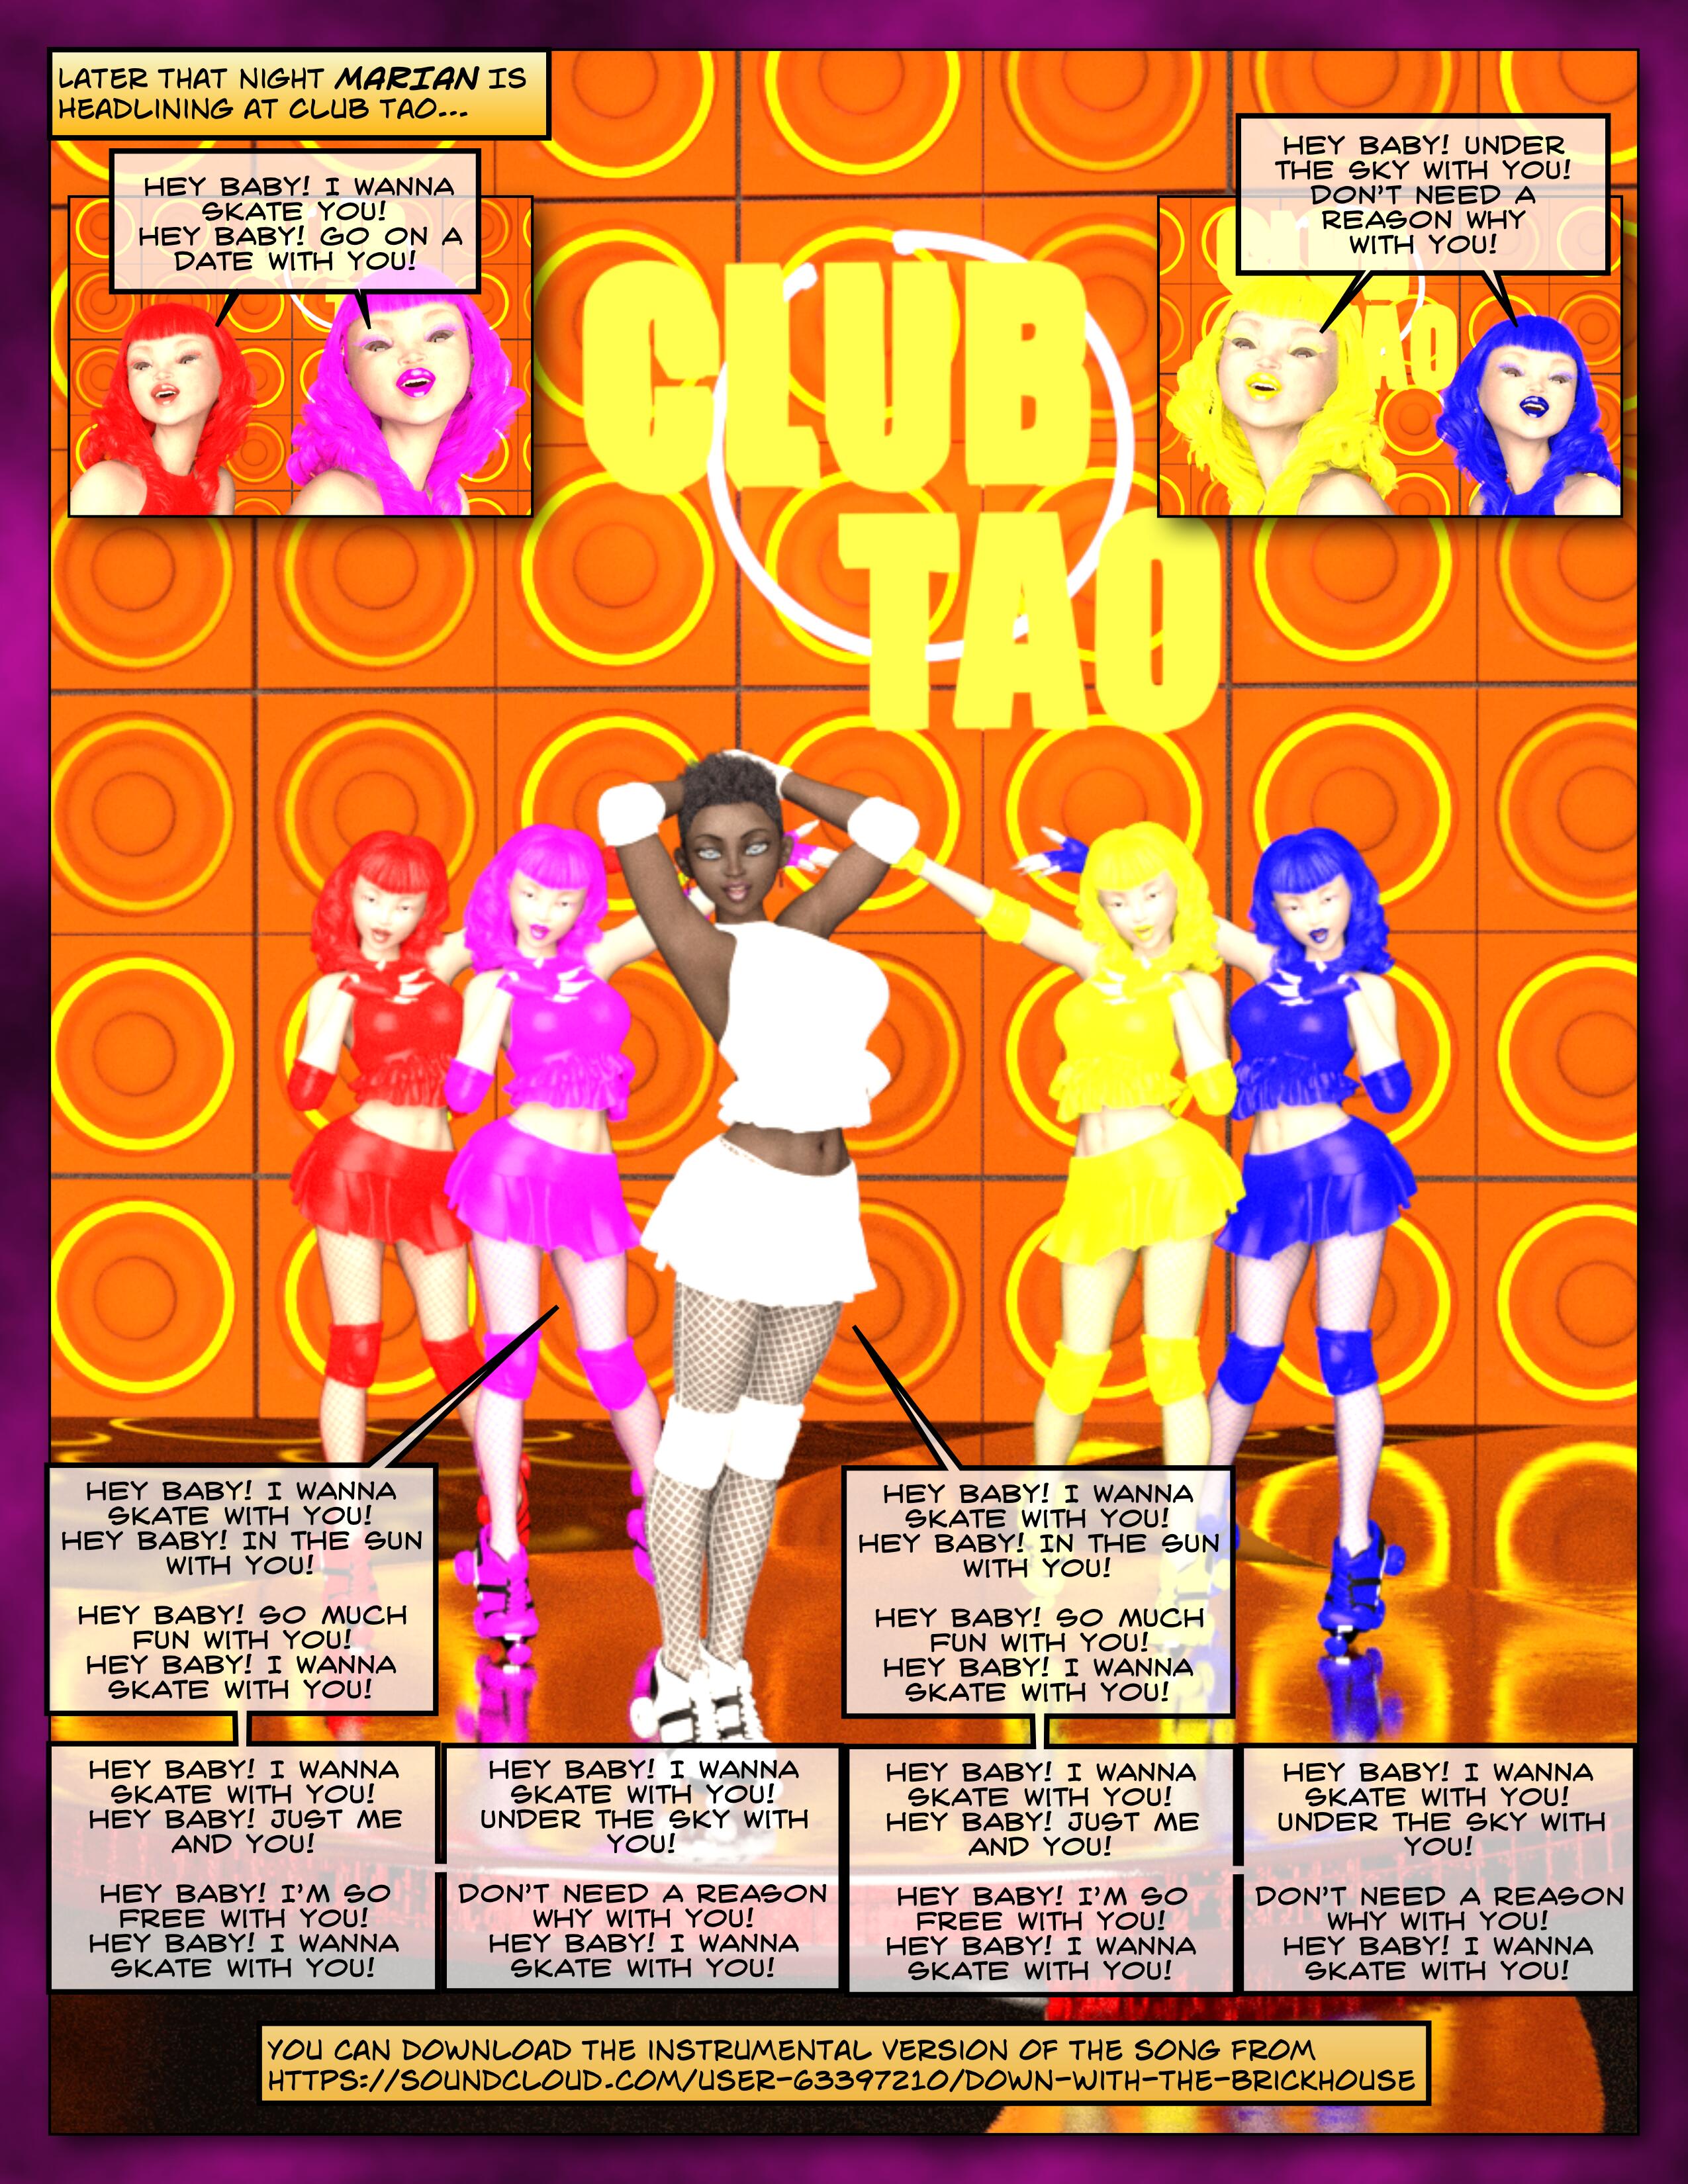 LATER THAT NIGHT MARIAN IS
HEADLINING AT CLUB TAO...
HEY BABY! I WANNA
SKATE YOU!
HEY BABY! GO ON A
DATE WITH YOU!
HEY BABY! UNDER
THE SKY WITH YOU!
DON'T NEED A
REASON WHY
WITH YOU!
CLUB
TAO
HEY BABY! I WANNA
SKATE WITH YOU!
HEY BABY! IN THE SUN
WITH YOU!
HEY BABY! SO MUCH
FUN WITH YOU!
HEY BABY! I WANNA
SKATE WITH YOU!
HEY BABY! I WANNA
SKATE WITH YOU!
HEY BABY! JUST ME
AND YOU!
HEY BABY! I'M SO
FREE WITH YOU!
HEY BABY! I WANNA
SKATE WITH YOU!
HEY BABY! I WANNA
SKATE WITH YOU!
UNDER THE SKY WITH
YOU!
DON'T NEED A REASON
WHY WITH YOU!
HEY BABY! I WANNA
SKATE WITH YOU!
HEY BABY! I WANNA
SKATE WITH YOU!
HEY BABY! IN THE SUN
WITH YOU!
HEY BABY! SO MUCH
FUN WITH YOU!
HEY BABY! I WANNA
SKATE WITH YOU!
HEY BABY! I WANNA
SKATE WITH YOU!
HEY BABY! JUST ME
AND YOU!
HEY BABY! I'M SO
FREE WITH YOU!
HEY BABY! I WANNA
SKATE WITH YOU!
HEY BABY! I WANNA
SKATE WITH YOU!
UNDER THE SKY WITH
YOU!
DON'T NEED A REASON
WHY WITH YOU!
HEY BABY! I WANNA
SKATE WITH YOU!
YOU CAN DOWNLOAD THE INSTRUMENTAL VERSION OF THE SONG FROM
HTTPS://SOUNDCLOUD.COM/USER-63397210/DOWN-WITH-THE-BRICKHOUSE